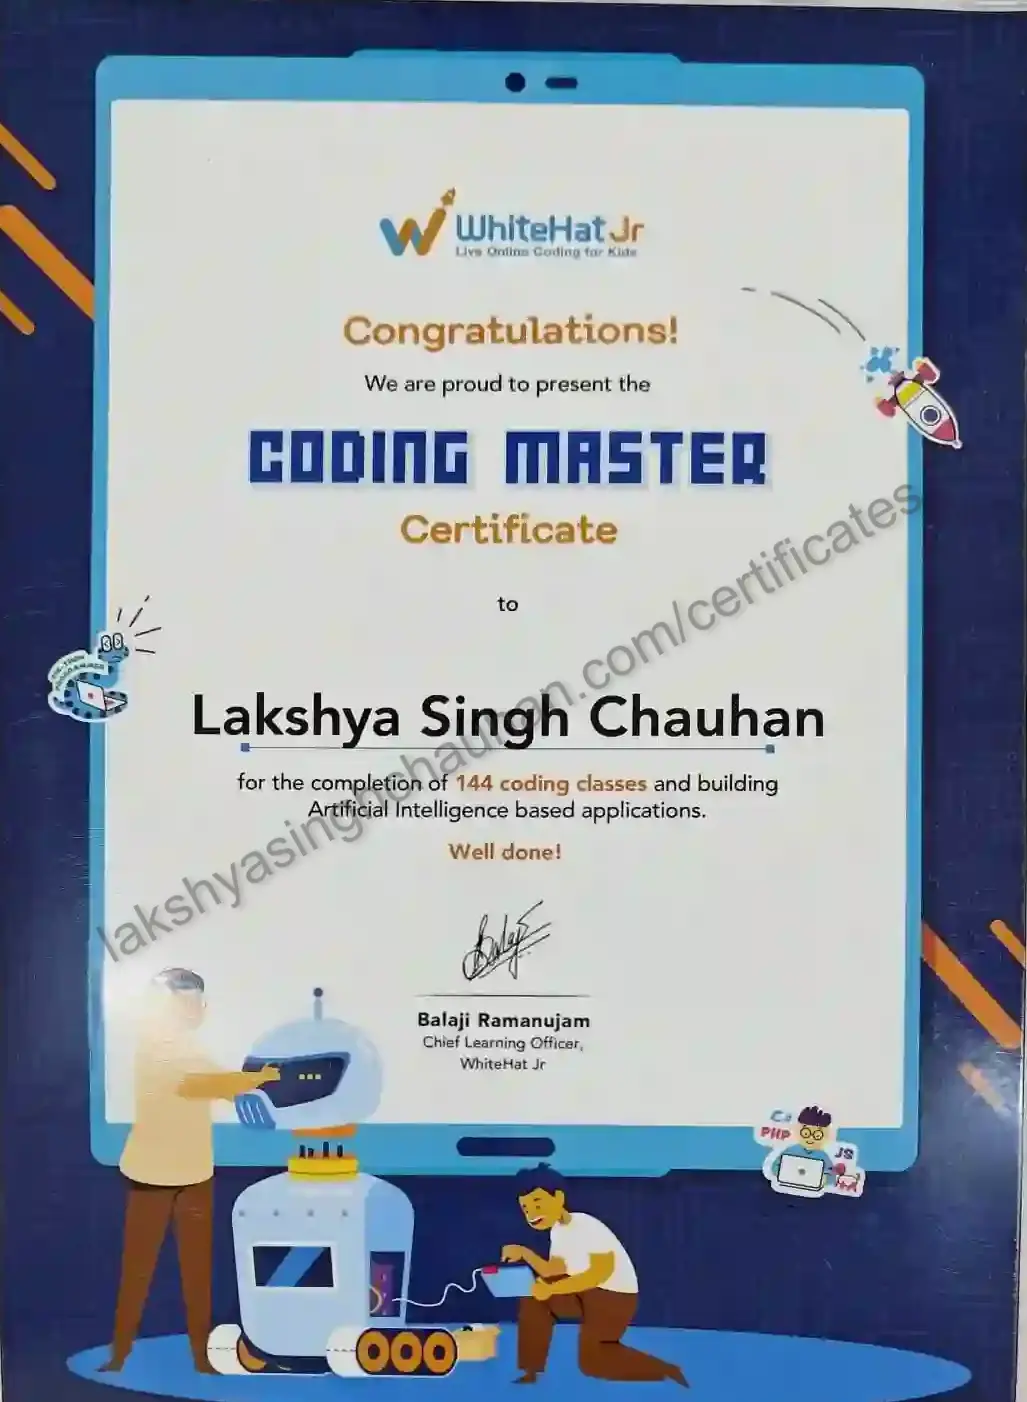 WhiteHat Jr
Live Online Coding for Kids
Congratulations!
We are proud to present the
CODING MASTER
Certificate
to
Lakshya Singh Chauhan
for the completion of 144 coding classes and building
Artificial Intelligence based applications.
Well done!
Balaji Ramanujam
Chief Learning Officer,
WhiteHat Jr
lakshyasinghchauhan.com/certificates
PHP
JS